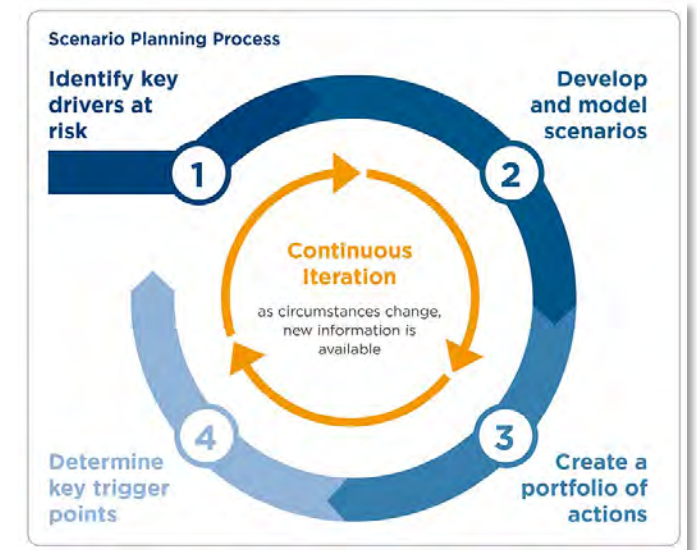 Scenario Planning Process
Identify key
drivers at
risk
1
Develop
and model
scenarios
2
Continuous
Iteration
as circumstances change,
new information is
available
3
Create a
portfolio of
actions
4
Determine
key trigger
points